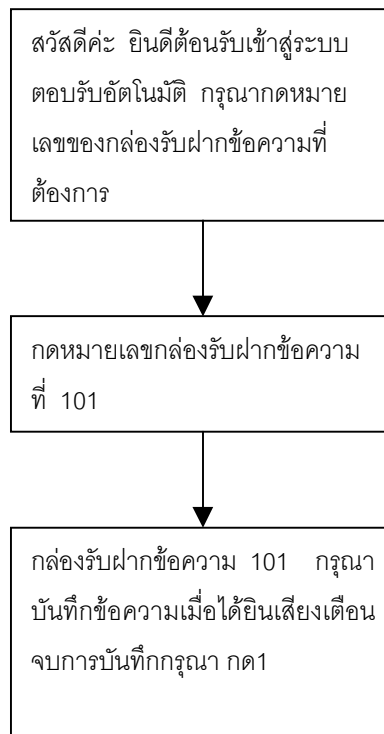 สวัสดีค่ะ ยินดีต้อนรับเข้าสู่ระบบ
ตอบรับอัตโนมัติ กรุณากดหมาย
เลขของกล่องรับฝากข้อความที่
ต้องการ
กดหมายเลขกล่องรับฝากข้อความ
ที่ 101
กล่องรับฝากข้อความ 101 กรุณา
บันทึกข้อความเมื่อได้ยินเสียงเตือน
จบการบันทึกกรุณา กด1